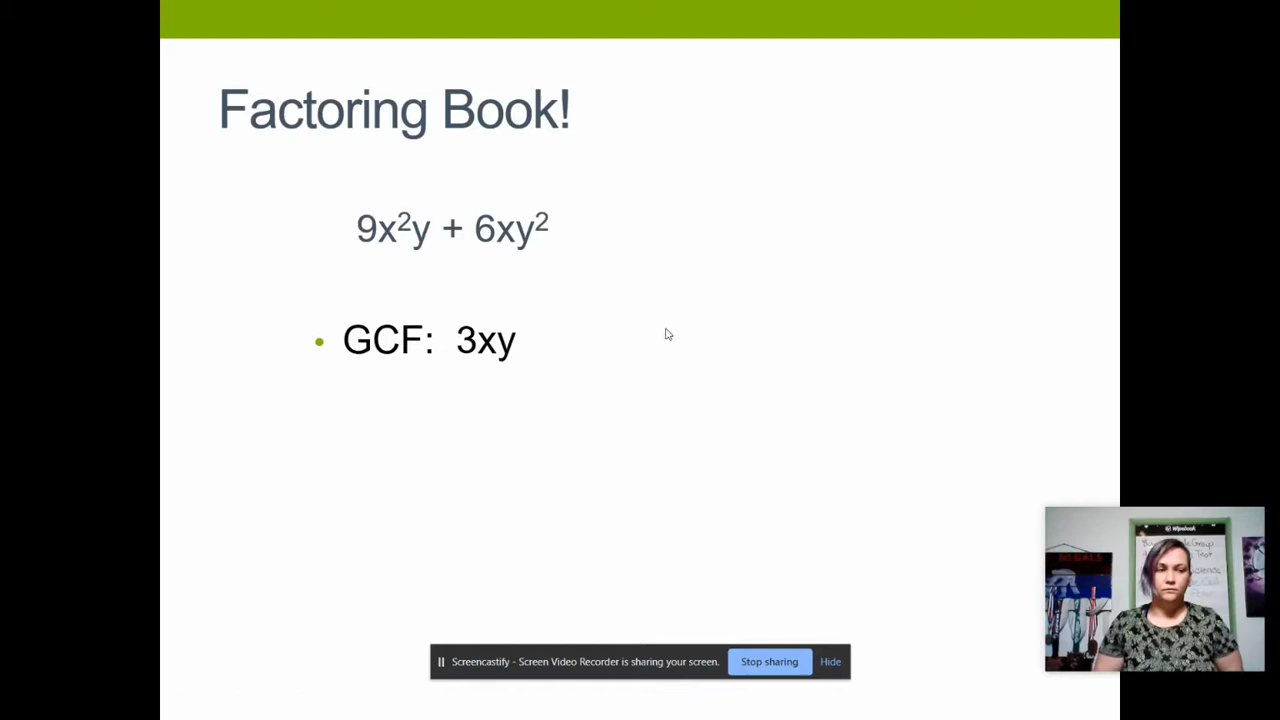 Factoring Book!
9x²y + 6xy²
• GCF: 3xy
Screencastify - Screen Video Recorder is sharing your screen.
Stop sharing
Hide